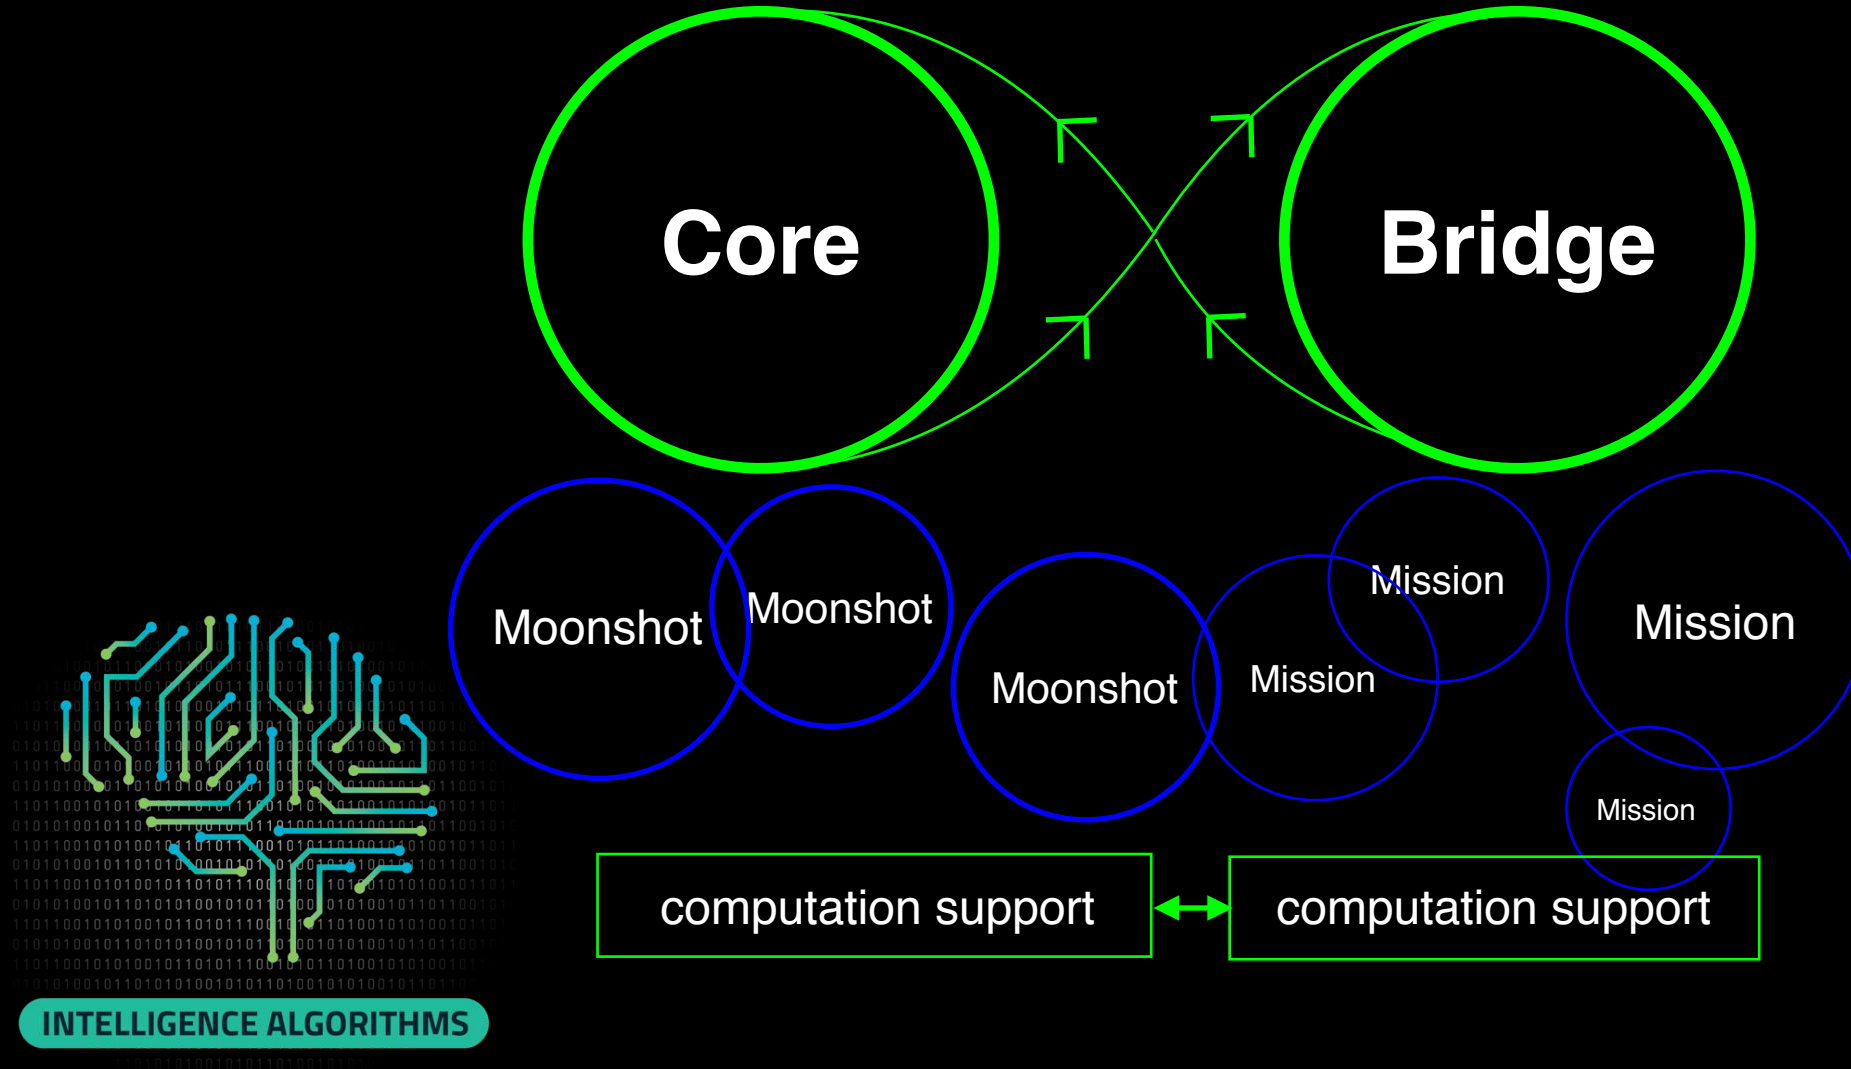 Core
Bridge
Moonshot
Moonshot
Moonshot
Mission
Mission
Mission
Mission
computation support
computation support
INTELLIGENCE ALGORITHMS